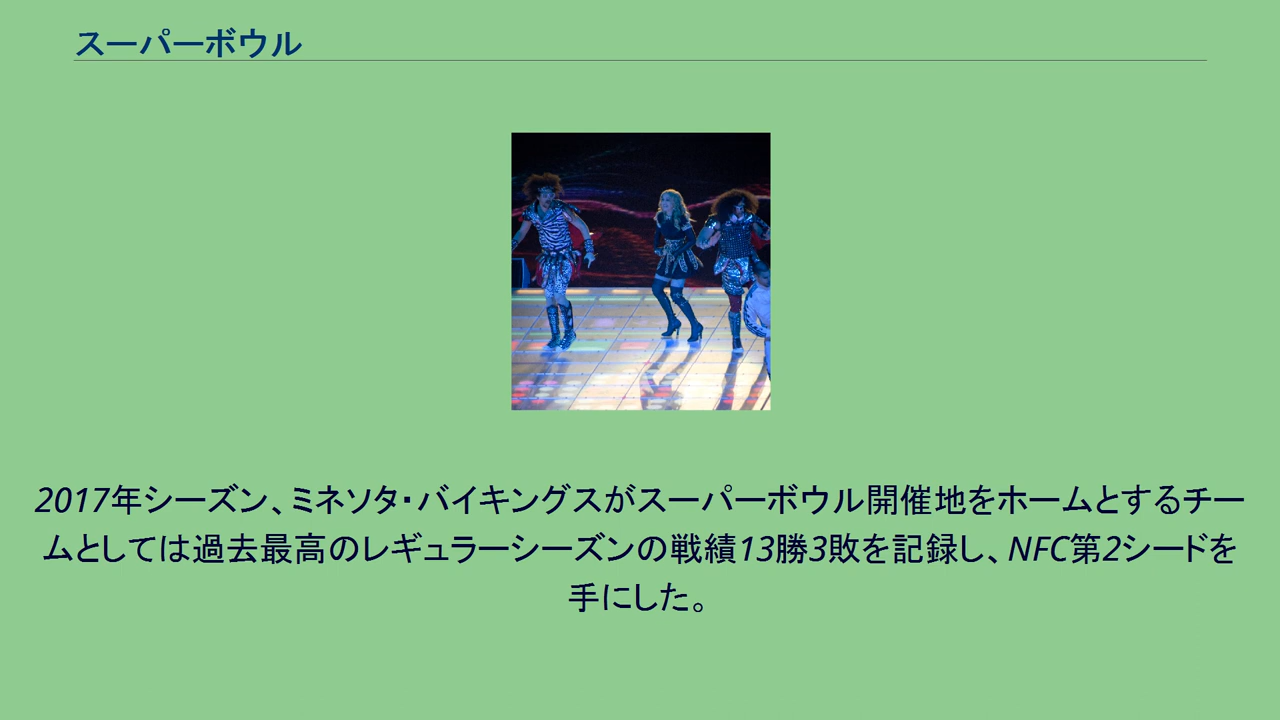 スーパーボウル
2017年シーズン、ミネソタ・バイキングスがスーパーボウル開催地をホームとするチー
ムとしては過去最高のレギュラーシーズンの戦績13勝3敗を記録し、NFC第2シードを
手にした。